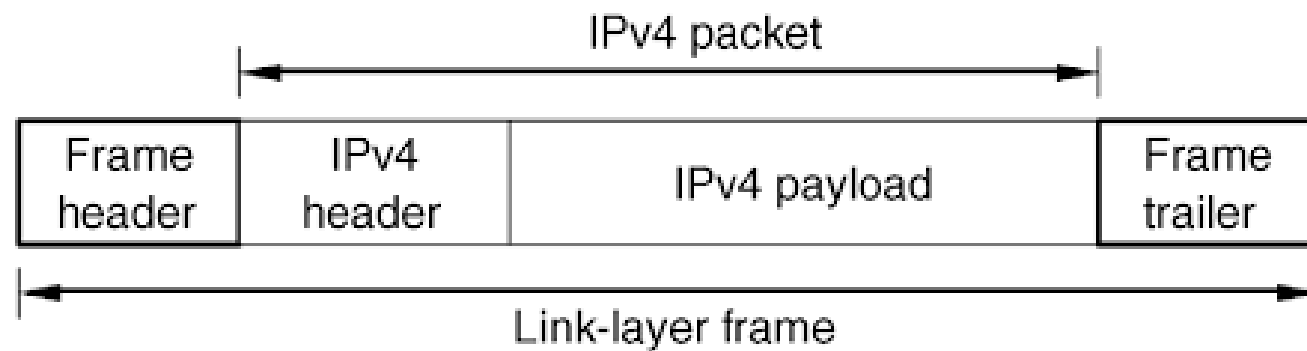 IPv4 packet
Frame header
IPv4 header
IPv4 payload
Frame trailer
Link-layer frame